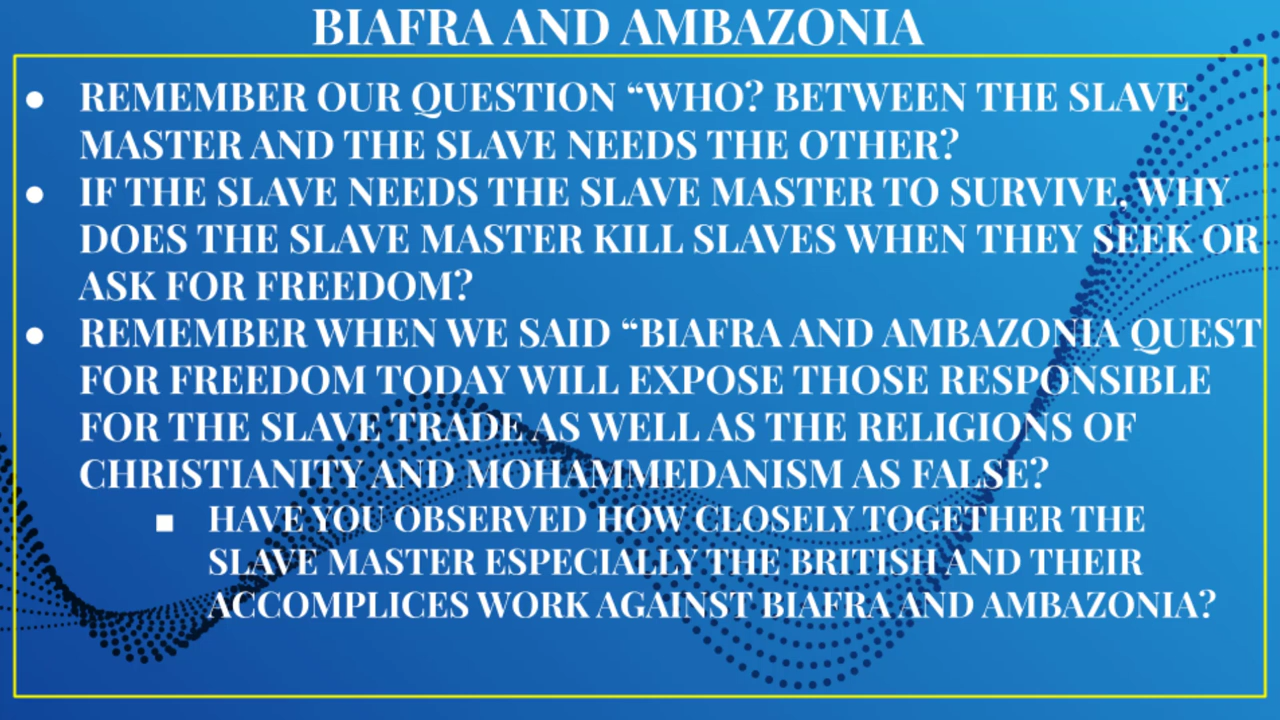 BIAFRA AND AMBAZONIA
● REMEMBER OUR QUESTION “WHO? BETWEEN THE SLAVE
MASTER AND THE SLAVE NEEDS THE OTHER?
● IF THE SLAVE NEEDS THE SLAVE MASTER TO SURVIVE, WHY
DOES THE SLAVE MASTER KILL SLAVES WHEN THEY SEEK OR
ASK FOR FREEDOM?
● REMEMBER WHEN WE SAID “BIAFRA AND AMBAZONIA QUEST
FOR FREEDOM TODAY WILL EXPOSE THOSE RESPONSIBLE
FOR THE SLAVE TRADE AS WELL AS THE RELIGIONS OF
CHRISTIANITY AND MOHAMMEDANISM AS FALSE?
■ HAVE YOU OBSERVED HOW CLOSELY TOGETHER THE
SLAVE MASTER ESPECIALLY THE BRITISH AND THEIR
ACCOMPLICES WORK AGAINST BIAFRA AND AMBAZONIA?